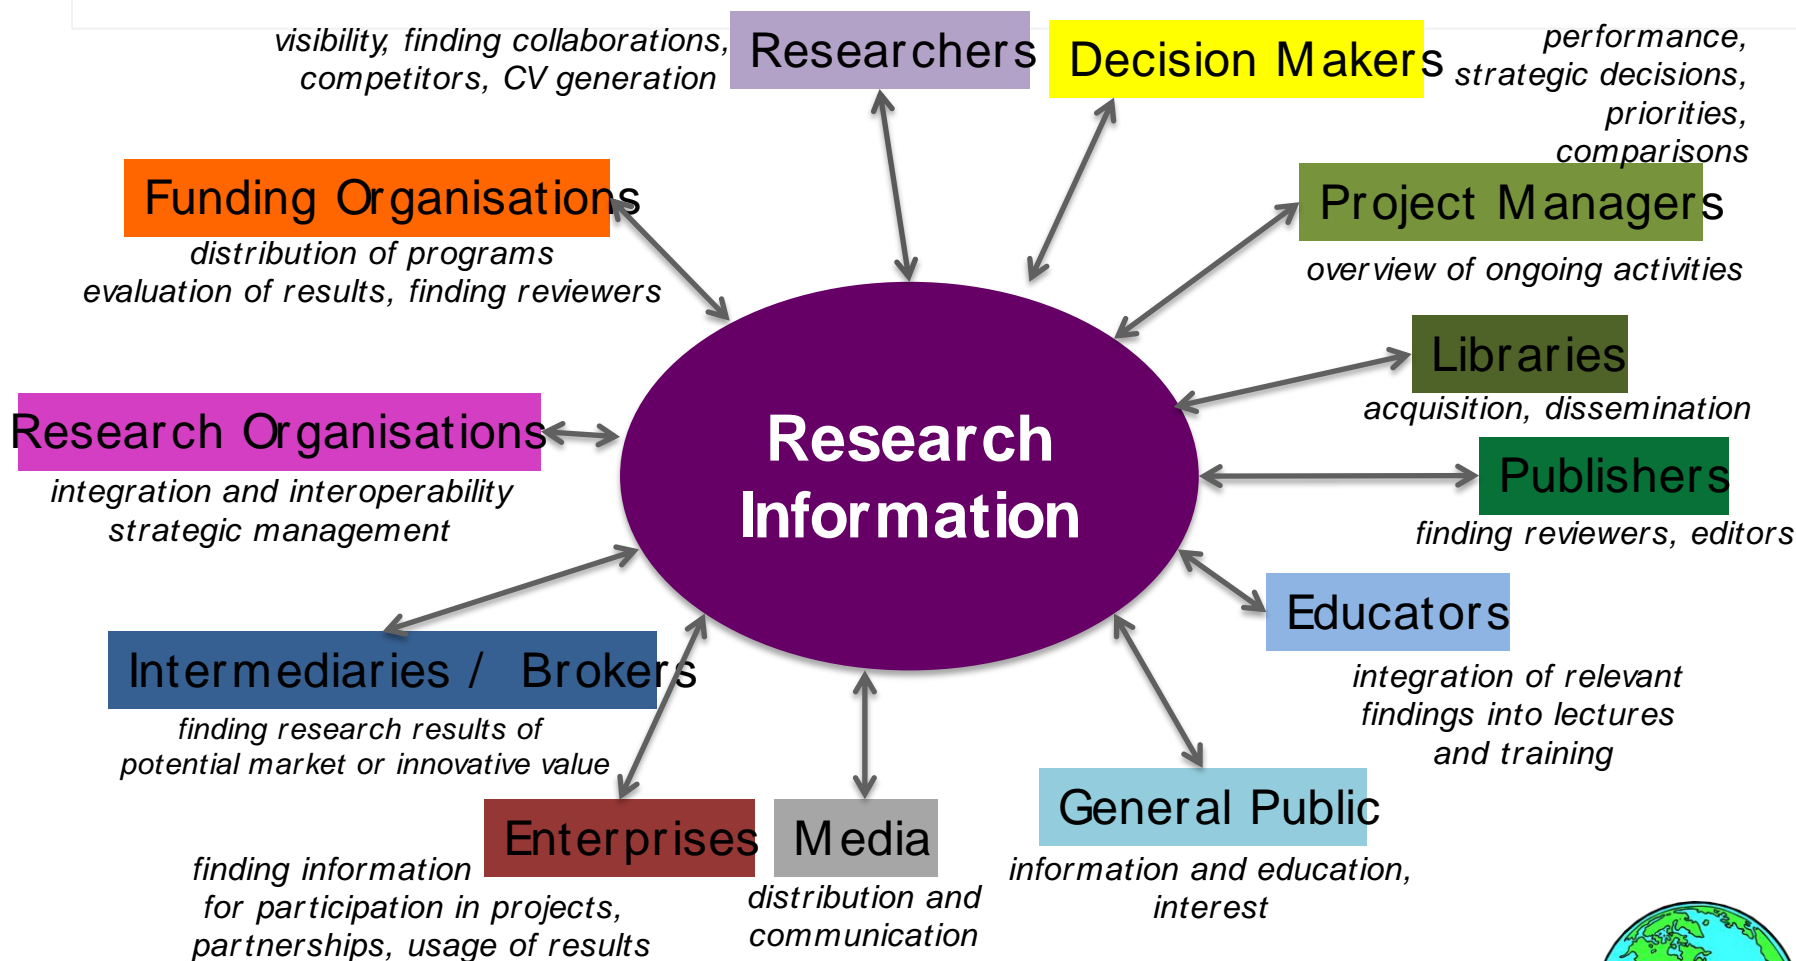 visibility, finding collaborations,
competitors, CV generation
Researchers
Decision Makers
performance,
strategic decisions,
priorities,
comparisons
Funding Organisations
distribution of programs
evaluation of results, finding reviewers
Project Managers
overview of ongoing activities
Libraries
acquisition, dissemination
Research Organisations
integration and interoperability
strategic management
Research
Information
Publishers
finding reviewers, editors
Educators
integration of relevant
findings into lectures
and training
Intermediaries / Brokers
finding research results of
potential market or innovative value
Enterprises
finding information
for participation in projects,
partnerships, usage of results
Media
distribution and
communication
General Public
information and education,
interest